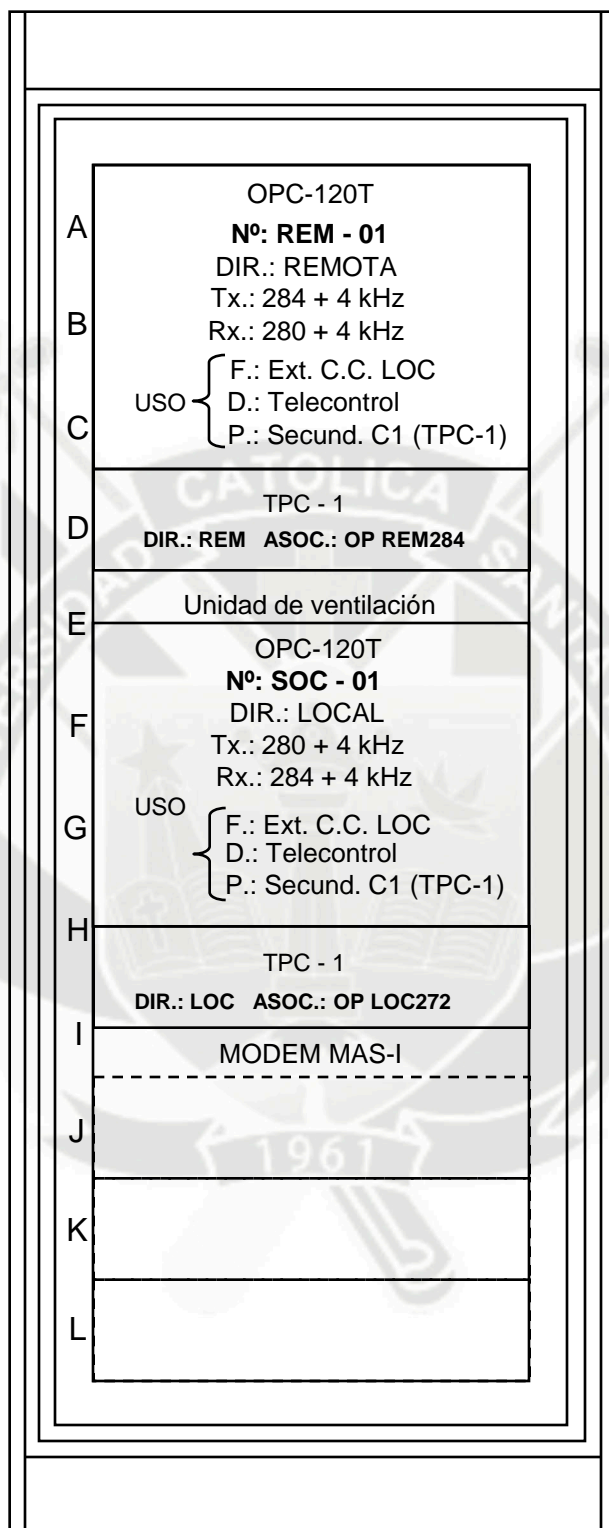 A
B
C
D
E
F
G
H
I
J
K
L
OPC-120T
Nº: REM - 01
DIR.: REMOTA
Tx.: 284 + 4 kHz
Rx.: 280 + 4 kHz
USO
F.: Ext. C.C. LOC
D.: Telecontrol
P.: Secund. C1 (TPC-1)
TPC - 1
DIR.: REM ASOC.: OP REM284
Unidad de ventilación
OPC-120T
Nº: SOC - 01
DIR.: LOCAL
Tx.: 280 + 4 kHz
Rx.: 284 + 4 kHz
USO
F.: Ext. C.C. LOC
D.: Telecontrol
P.: Secund. C1 (TPC-1)
TPC - 1
DIR.: LOC ASOC.: OP LOC272
MODEM MAS-I
CATOLICA
SANTA
1961